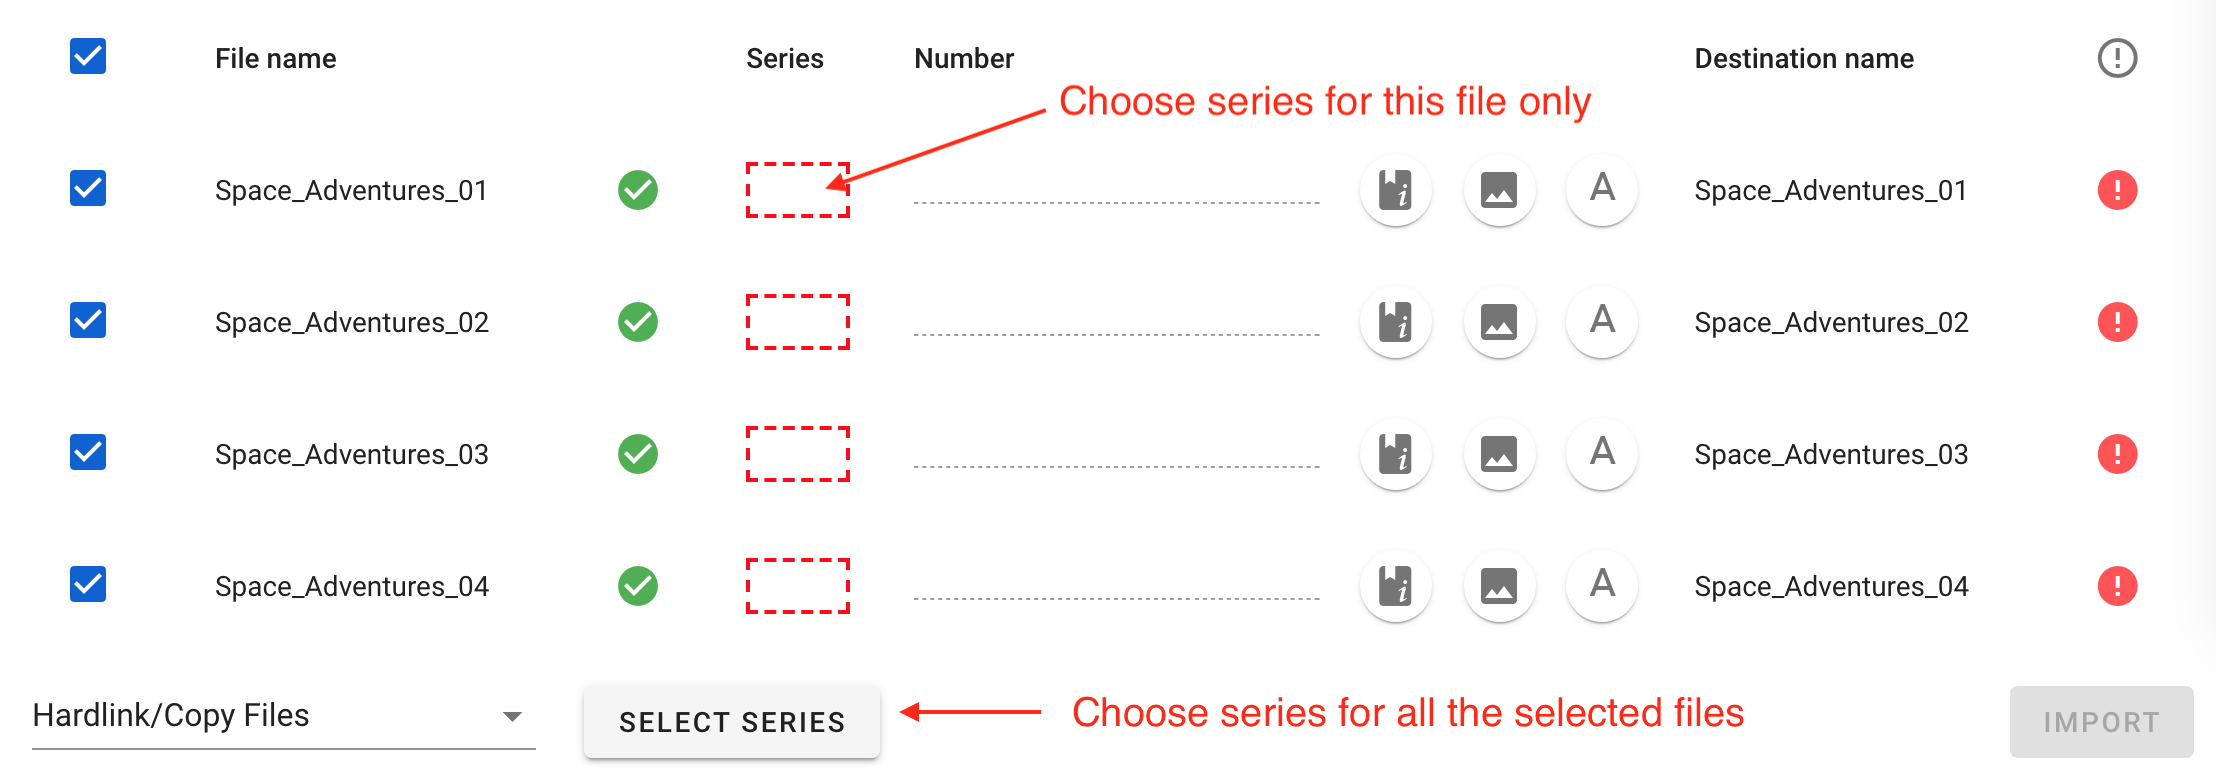 File name Series Number Destination name
Choose series for this file only
Space_Adventures_01 A Space_Adventures_01
Space_Adventures_02 A Space_Adventures_02
Space_Adventures_03 A Space_Adventures_03
Space_Adventures_04 A Space_Adventures_04
Hardlink/Copy Files SELECT SERIES Choose series for all the selected files IMPORT